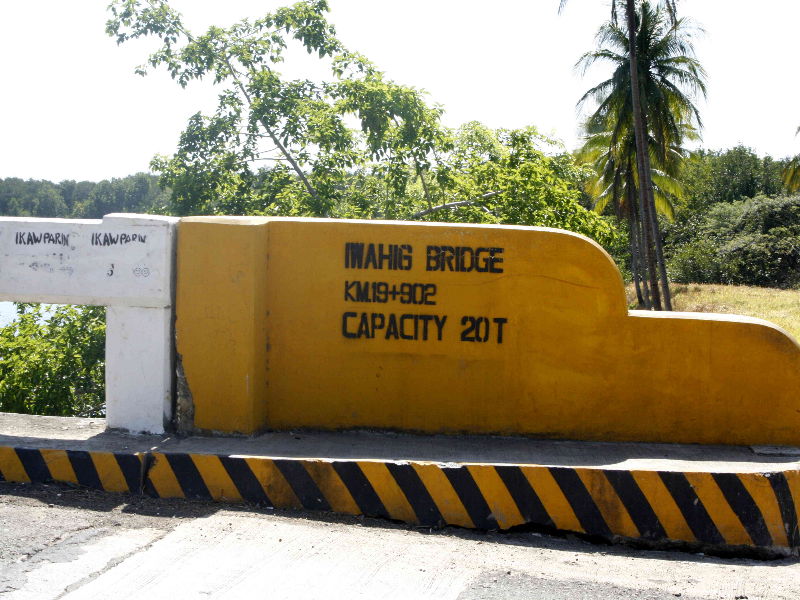 IKAWPARIN IKAWPARIN
IWAHIG BRIDGE
KM.19+902
CAPACITY 20T